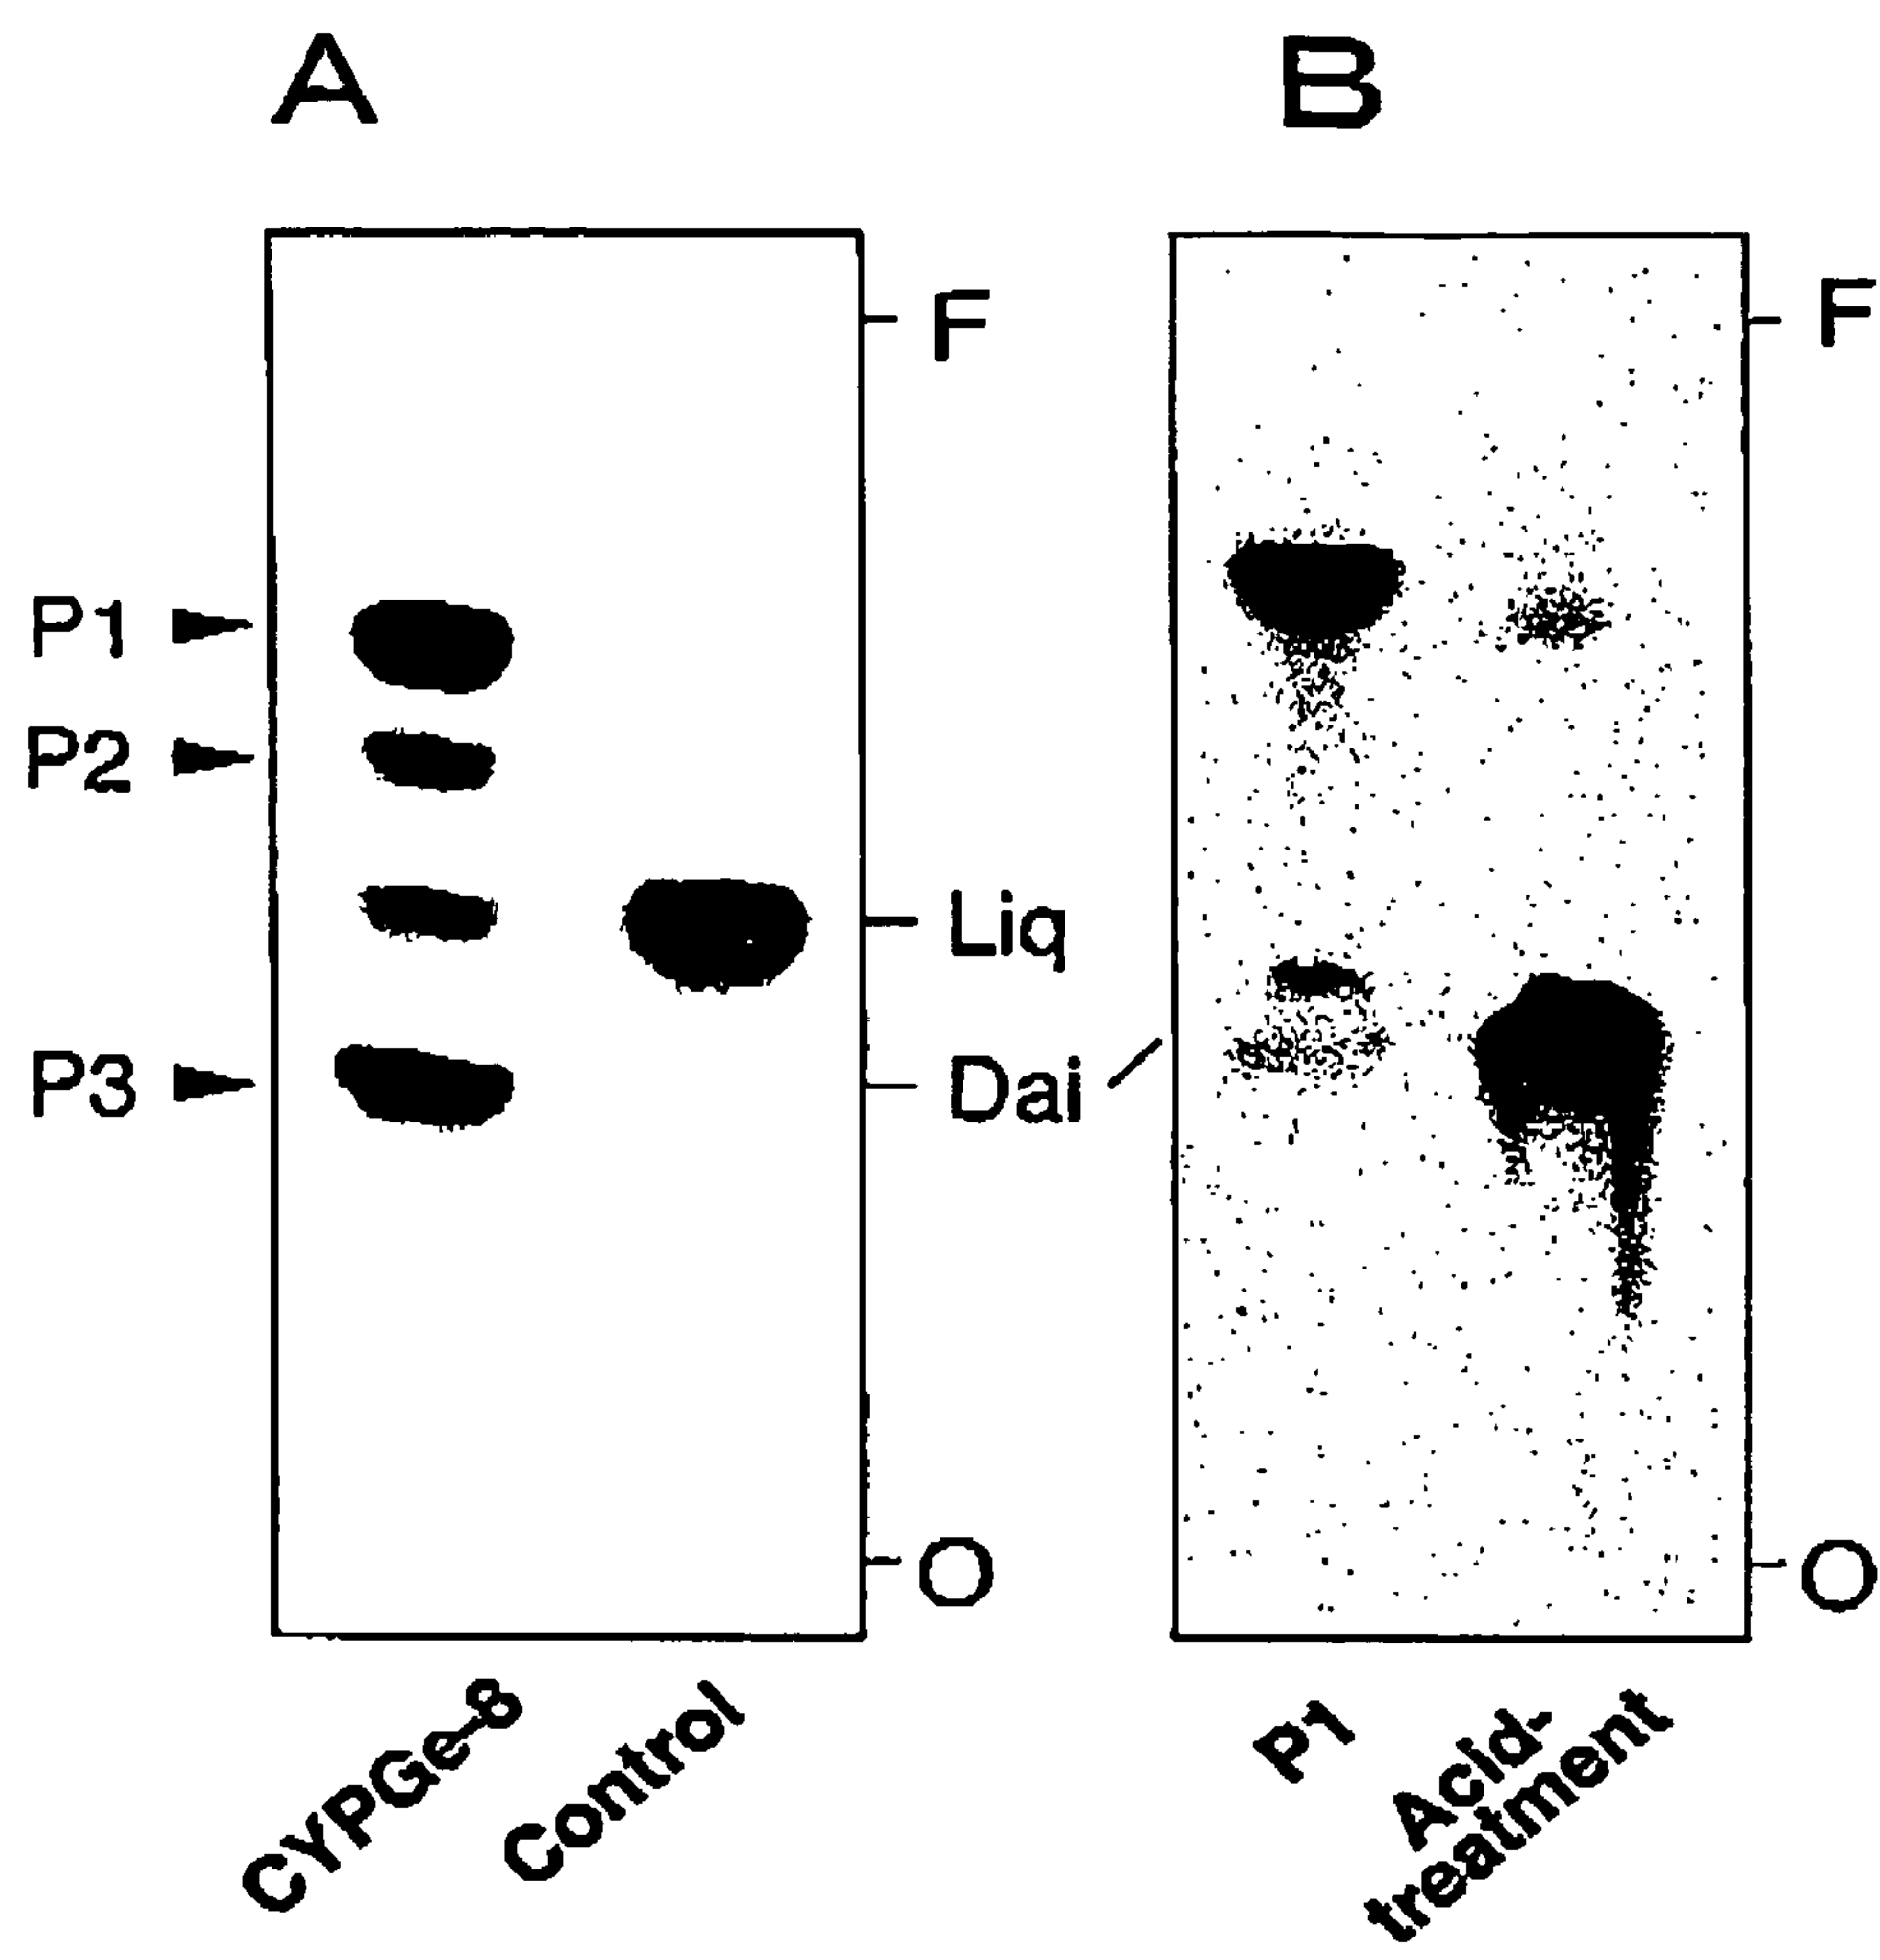 A
B
F
F
P1
P2
Liq
P3
Dai
O
O
CYPGe-8
Control
P1
Acid-
treatment